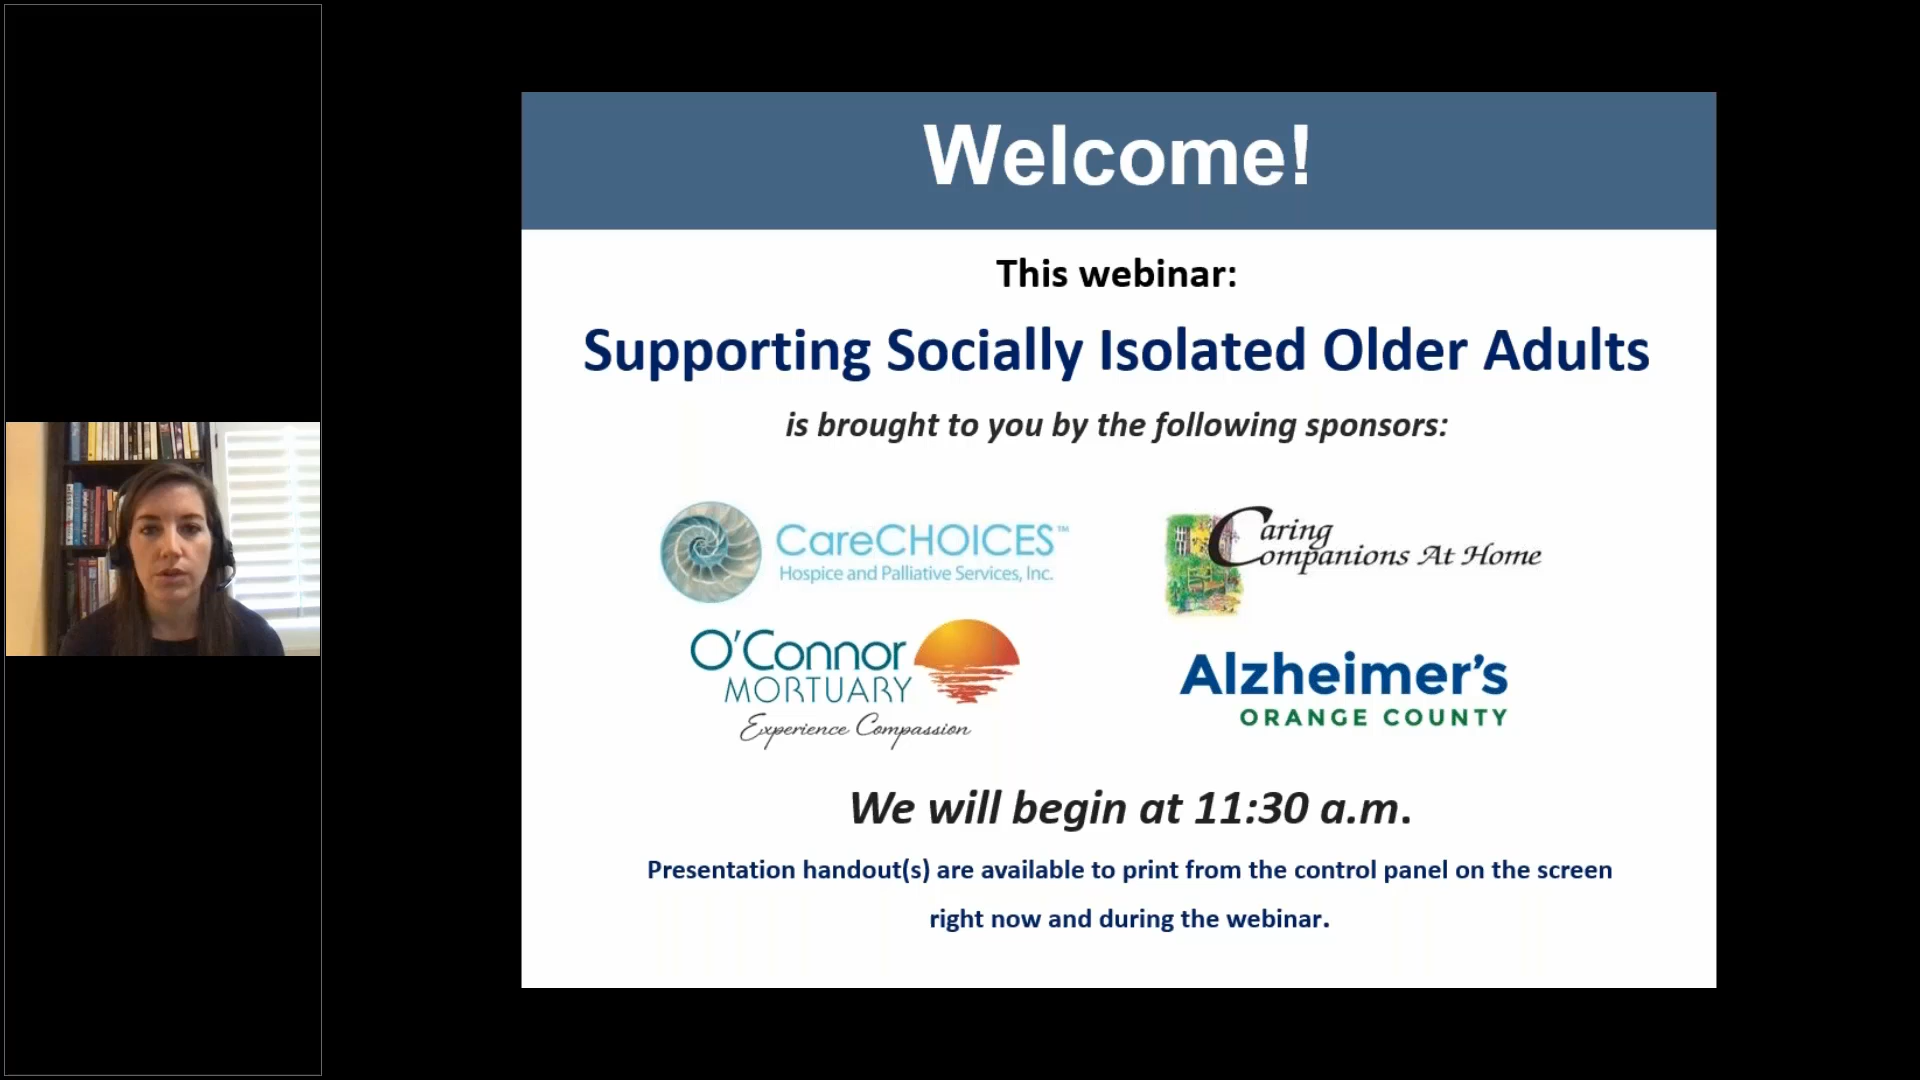 Welcome!
This webinar:
Supporting Socially Isolated Older Adults
is brought to you by the following sponsors:
CareCHOICES™
Hospice and Palliative Services, Inc.
Caring
Companions At Home
O'Connor
MORTUARY
Experience Compassion
Alzheimer's
ORANGE COUNTY
We will begin at 11:30 a.m.
Presentation handout(s) are available to print from the control panel on the screen
right now and during the webinar.